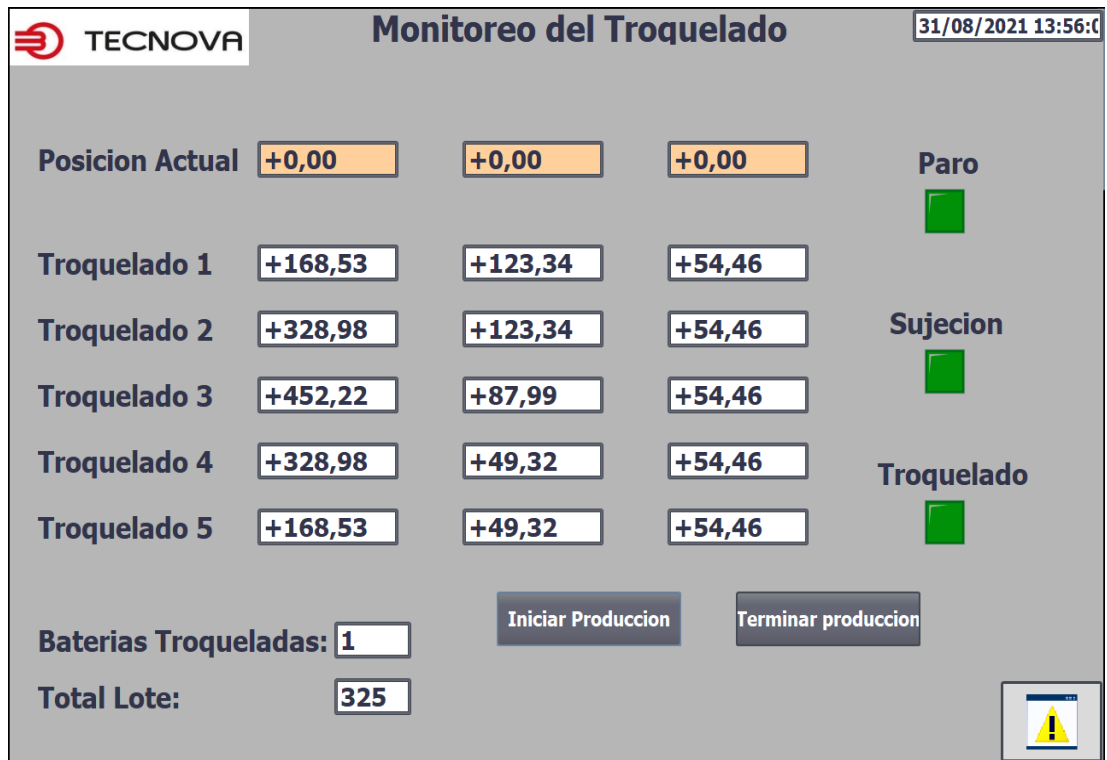 TECNOVA
Monitoreo del Troquelado
31/08/2021 13:56:0
Posicion Actual +0,00 +0,00 +0,00
Paro
Troquelado 1 +168,53 +123,34 +54,46
Troquelado 2 +328,98 +123,34 +54,46
Sujecion
Troquelado 3 +452,22 +87,99 +54,46
Troquelado 4 +328,98 +49,32 +54,46
Troquelado
Troquelado 5 +168,53 +49,32 +54,46
Iniciar Produccion
Terminar produccion
Baterias Troqueladas: 1
Total Lote: 325